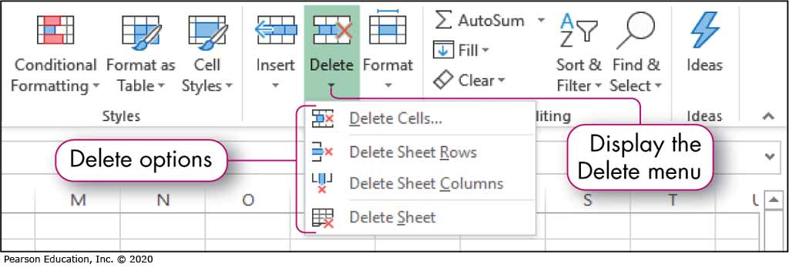 AutoSum
Fill
Clear
Conditional
Formatting
Format as
Table
Cell
Styles
Insert
Delete
Format
Sort &
Filter
Find &
Select
Ideas
Styles
Ideas
Delete Cells...
Delete Sheet Rows
Delete Sheet Columns
Delete Sheet
Delete options
Display the
Delete menu
M N O S T
Pearson Education, Inc. © 2020